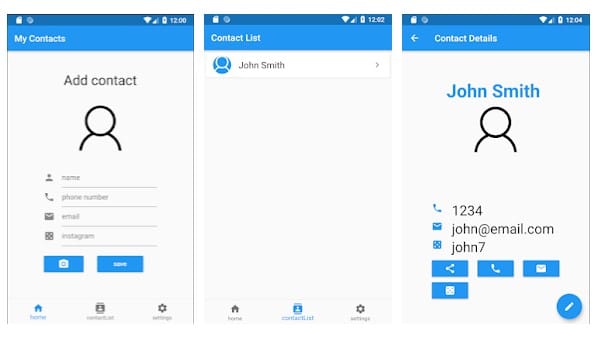 12:00
My Contacts
Add contact
name
phone number
email
instagram
save
home
contactList
settings
12:02
Contact List
John Smith
home
contactList
settings
12:04
Contact Details
John Smith
1234
john@email.com
john7